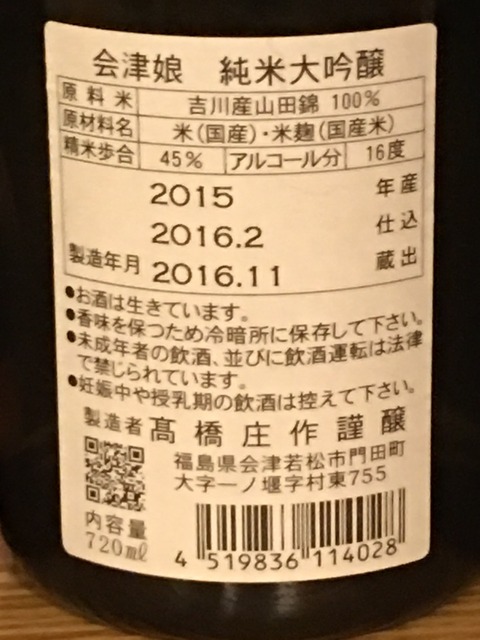 会津娘 純米大吟醸
原料米 吉川産山田錦 100%
原材料名 米(国産)・米麹(国産米)
精米歩合 45% アルコール分 16度
2015 年産
2016.2 仕込
製造年月 2016.11 蔵出
●お酒は生きています。
●香味を保つため冷暗所に保存して下さい。
●未成年者の飲酒、並びに飲酒運転は法律
で禁じられています。
●妊娠中や授乳期の飲酒は控えて下さい。
製造者 髙橋庄作謹醸
福島県会津若松市門田町
大字一ノ堰字村東755
内容量
720㎖
4 519836 114028